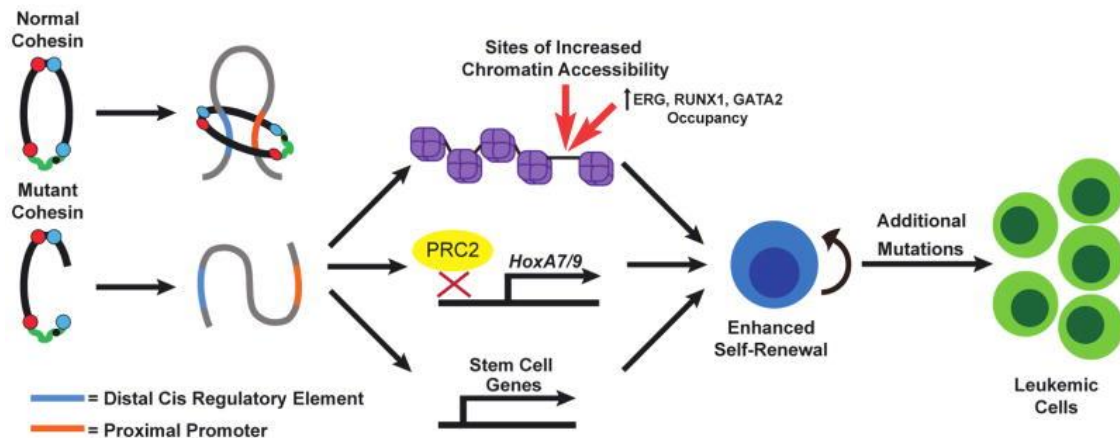 Normal
Cohesin
Mutant
Cohesin
= Distal Cis Regulatory Element
= Proximal Promoter
Sites of Increased
Chromatin Accessibility
↑ERG, RUNX1, GATA2
Occupancy
PRC2
HoxA7/9
Stem Cell
Genes
Enhanced
Self-Renewal
Additional
Mutations
Leukemic
Cells